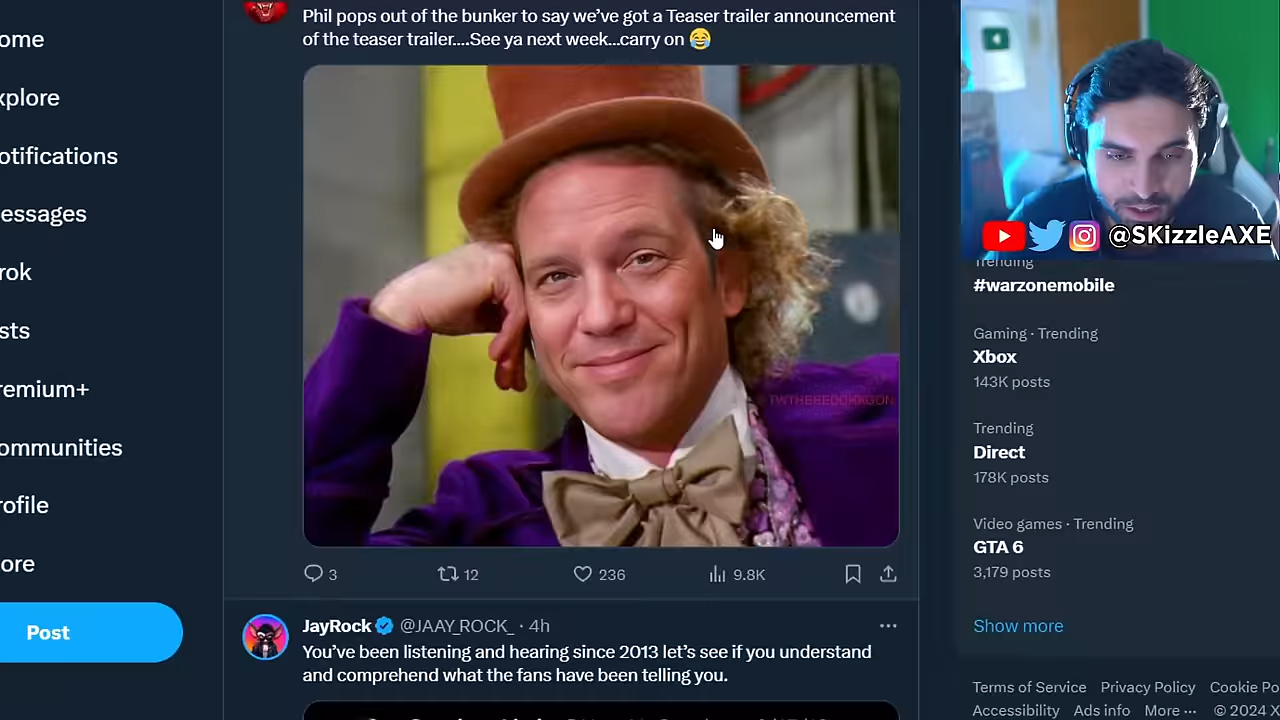 ome
xplore
otifications
essages
rok
sts
remium+
ommunities
rofile
ore
Post
Phil pops out of the bunker to say we've got a Teaser trailer announcement
of the teaser trailer....See ya next week...carry on 😂
3
12
236
9.8K
JayRock @JAAY_ROCK_ · 4h
You've been listening and hearing since 2013 let's see if you understand
and comprehend what the fans have been telling you.
@SKizzleAXE
Trending
#warzonemobile
Gaming · Trending
Xbox
143K posts
Trending
Direct
178K posts
Video games · Trending
GTA 6
3,179 posts
Show more
Terms of Service Privacy Policy Cookie Po
Accessibility Ads info More ··· © 2024 X